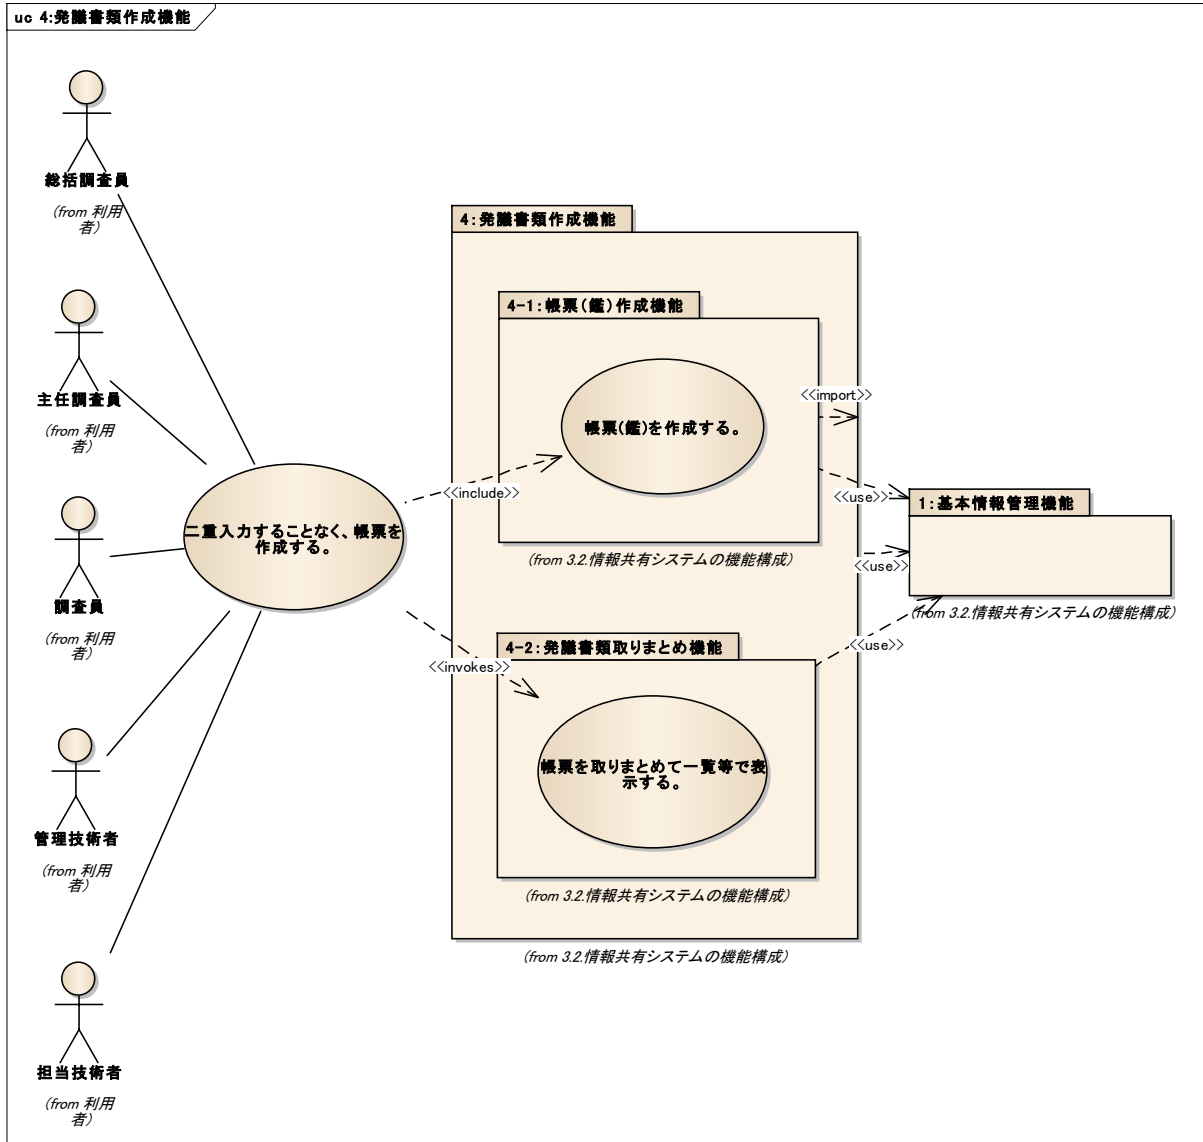 uc 4:発議書類作成機能
総括調査員
(from 利用
者)
主任調査員
(from 利用
者)
調査員
(from 利用
者)
管理技術者
(from 利用
者)
担当技術者
(from 利用
者)
二重入力することなく、帳票を
作成する。
<<include>>
<<invokes>>
4:発議書類作成機能
4-1:帳票(鑑)作成機能
帳票(鑑)を作成する。
(from 3.2.情報共有システムの機能構成)
4-2:発議書類取りまとめ機能
帳票を取りまとめて一覧等で表
示する。
(from 3.2.情報共有システムの機能構成)
(from 3.2.情報共有システムの機能構成)
<<import>>
<<use>>
<<use>>
<<use>>
1:基本情報管理機能
(from 3.2.情報共有システムの機能構成)